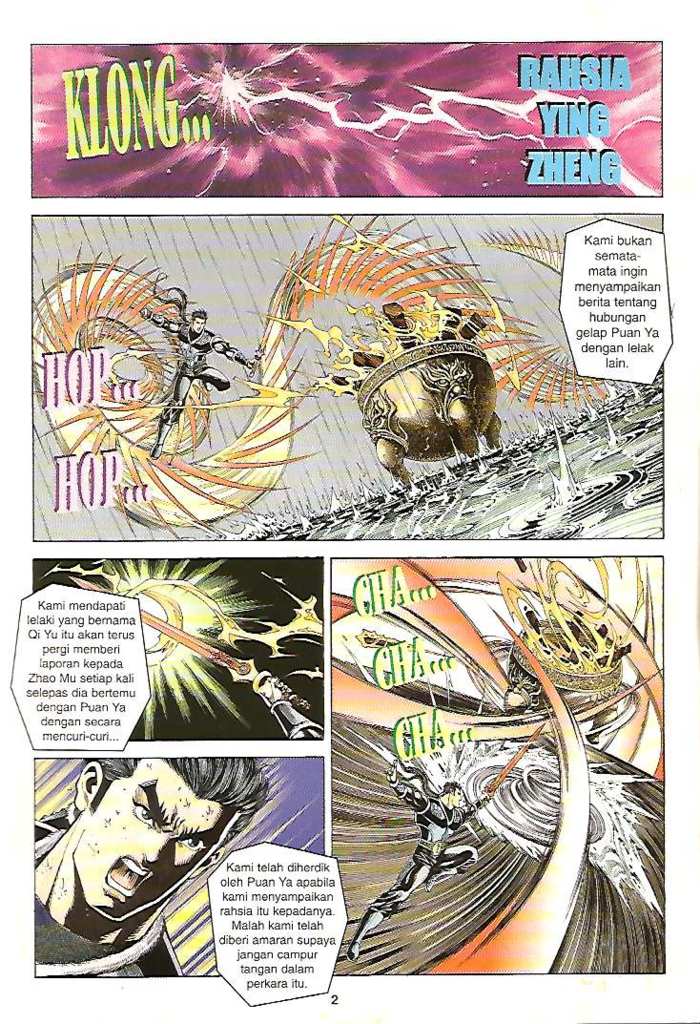 KLONG...
RAHSIA
YING
ZHENG
Kami bukan
semata-
mata ingin
menyampaikan
berita tentang
hubungan
gelap Puan Ya
dengan lelak
lain.
HOP...
HOP...
Kami mendapati
lelaki yang bernama
Qi Yu itu akan terus
pergi memberi
laporan kepada
Zhao Mu setiap kali
selepas dia bertemu
dengan Puan Ya
dengan secara
mencuri-curi...
CHA...
CHA...
CHA...
Kami telah diherdik
oleh Puan Ya apabila
kami menyampaikan
rahsia itu kepadanya.
Malah kami telah
diberi amaran supaya
jangan campur
tangan dalam
perkara itu.
2